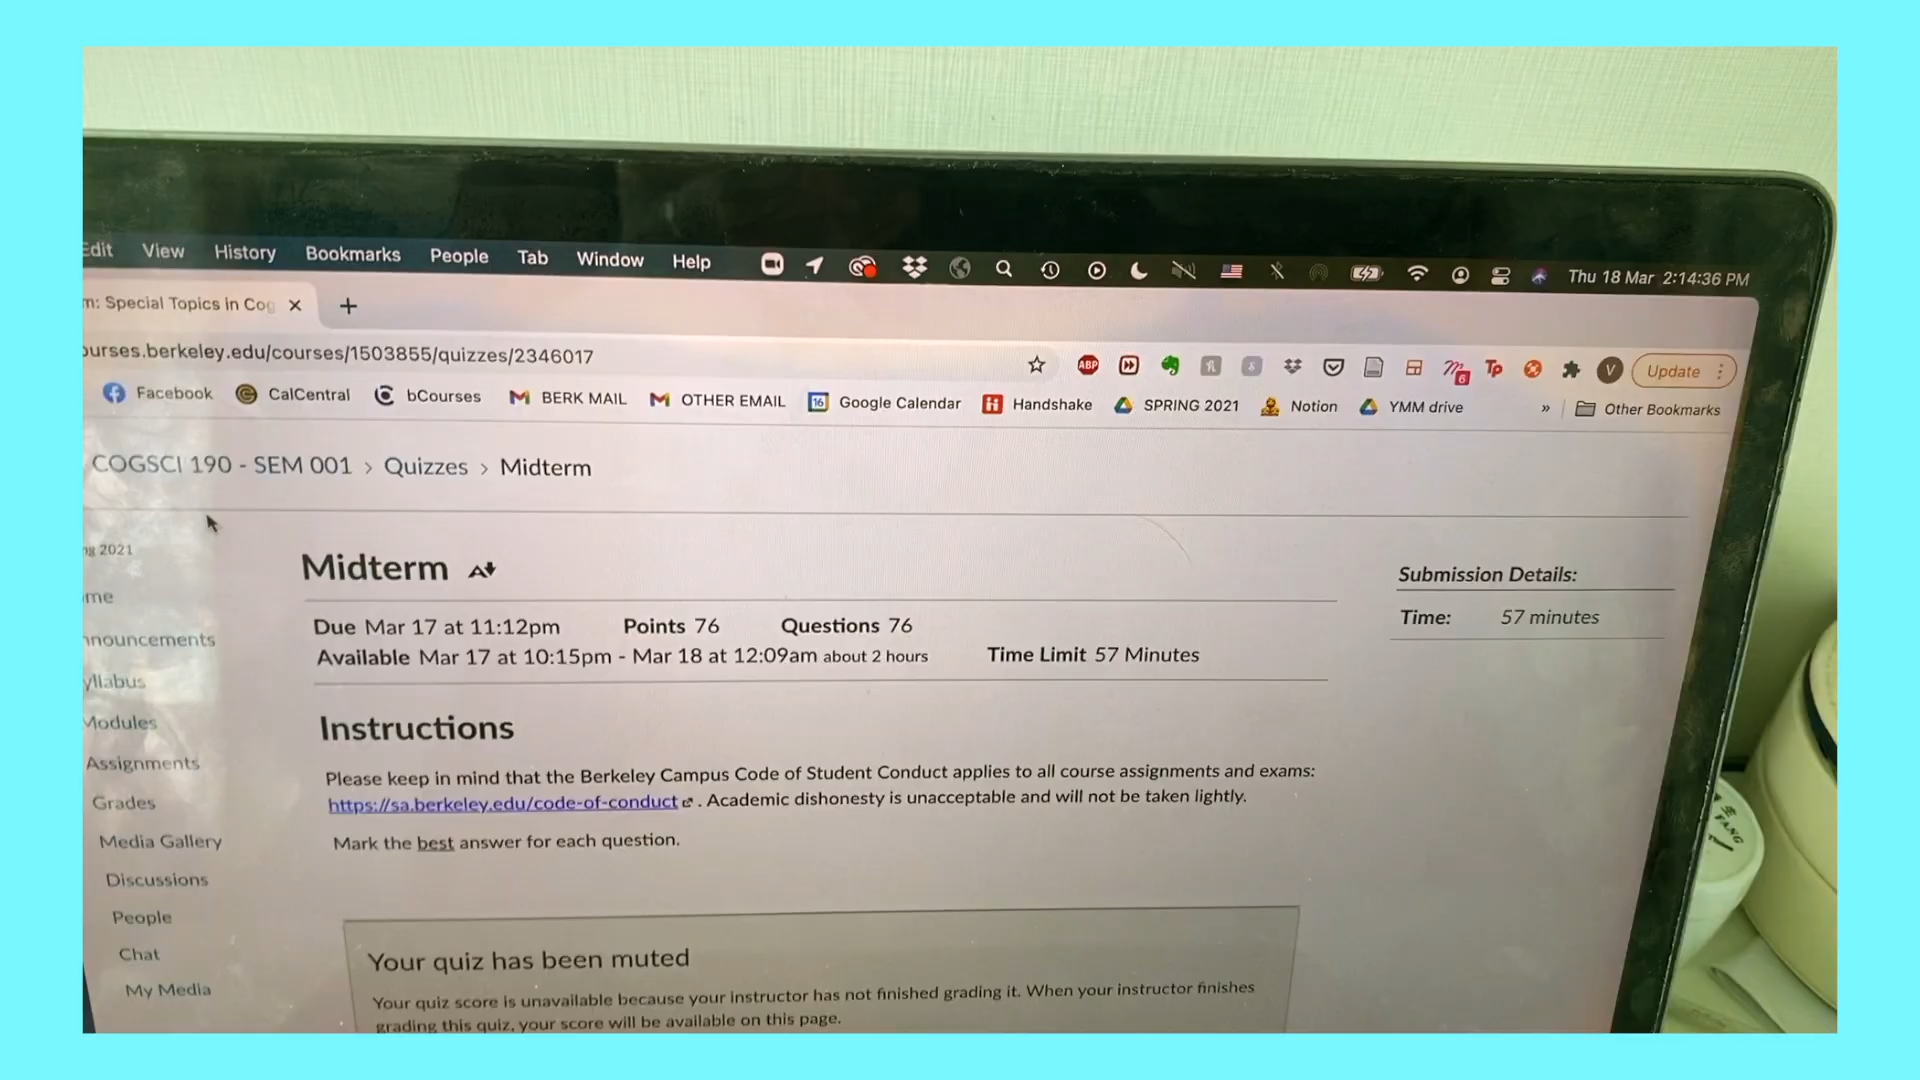 Edit View History Bookmarks People Tab Window Help Thu 18 Mar 2:14:36 PM
m: Special Topics in Cog
ourses.berkeley.edu/courses/1503855/quizzes/2346017
ABP
6
Tp
V
Update
Facebook CalCentral bCourses BERK MAIL OTHER EMAIL 16 Google Calendar Handshake SPRING 2021 Notion YMM drive » Other Bookmarks
COGSCI 190 - SEM 001 > Quizzes > Midterm
ng 2021
me
nnouncements
yllabus
Modules
Assignments
Grades
Media Gallery
Discussions
People
Chat
My Media
Midterm
Due Mar 17 at 11:12pm Points 76 Questions 76
Available Mar 17 at 10:15pm - Mar 18 at 12:09am about 2 hours Time Limit 57 Minutes
Instructions
Please keep in mind that the Berkeley Campus Code of Student Conduct applies to all course assignments and exams:
https://sa.berkeley.edu/code-of-conduct . Academic dishonesty is unacceptable and will not be taken lightly.
Mark the best answer for each question.
Your quiz has been muted
Your quiz score is unavailable because your instructor has not finished grading it. When your instructor finishes
grading this quiz, your score will be available on this page.
Submission Details:
Time: 57 minutes